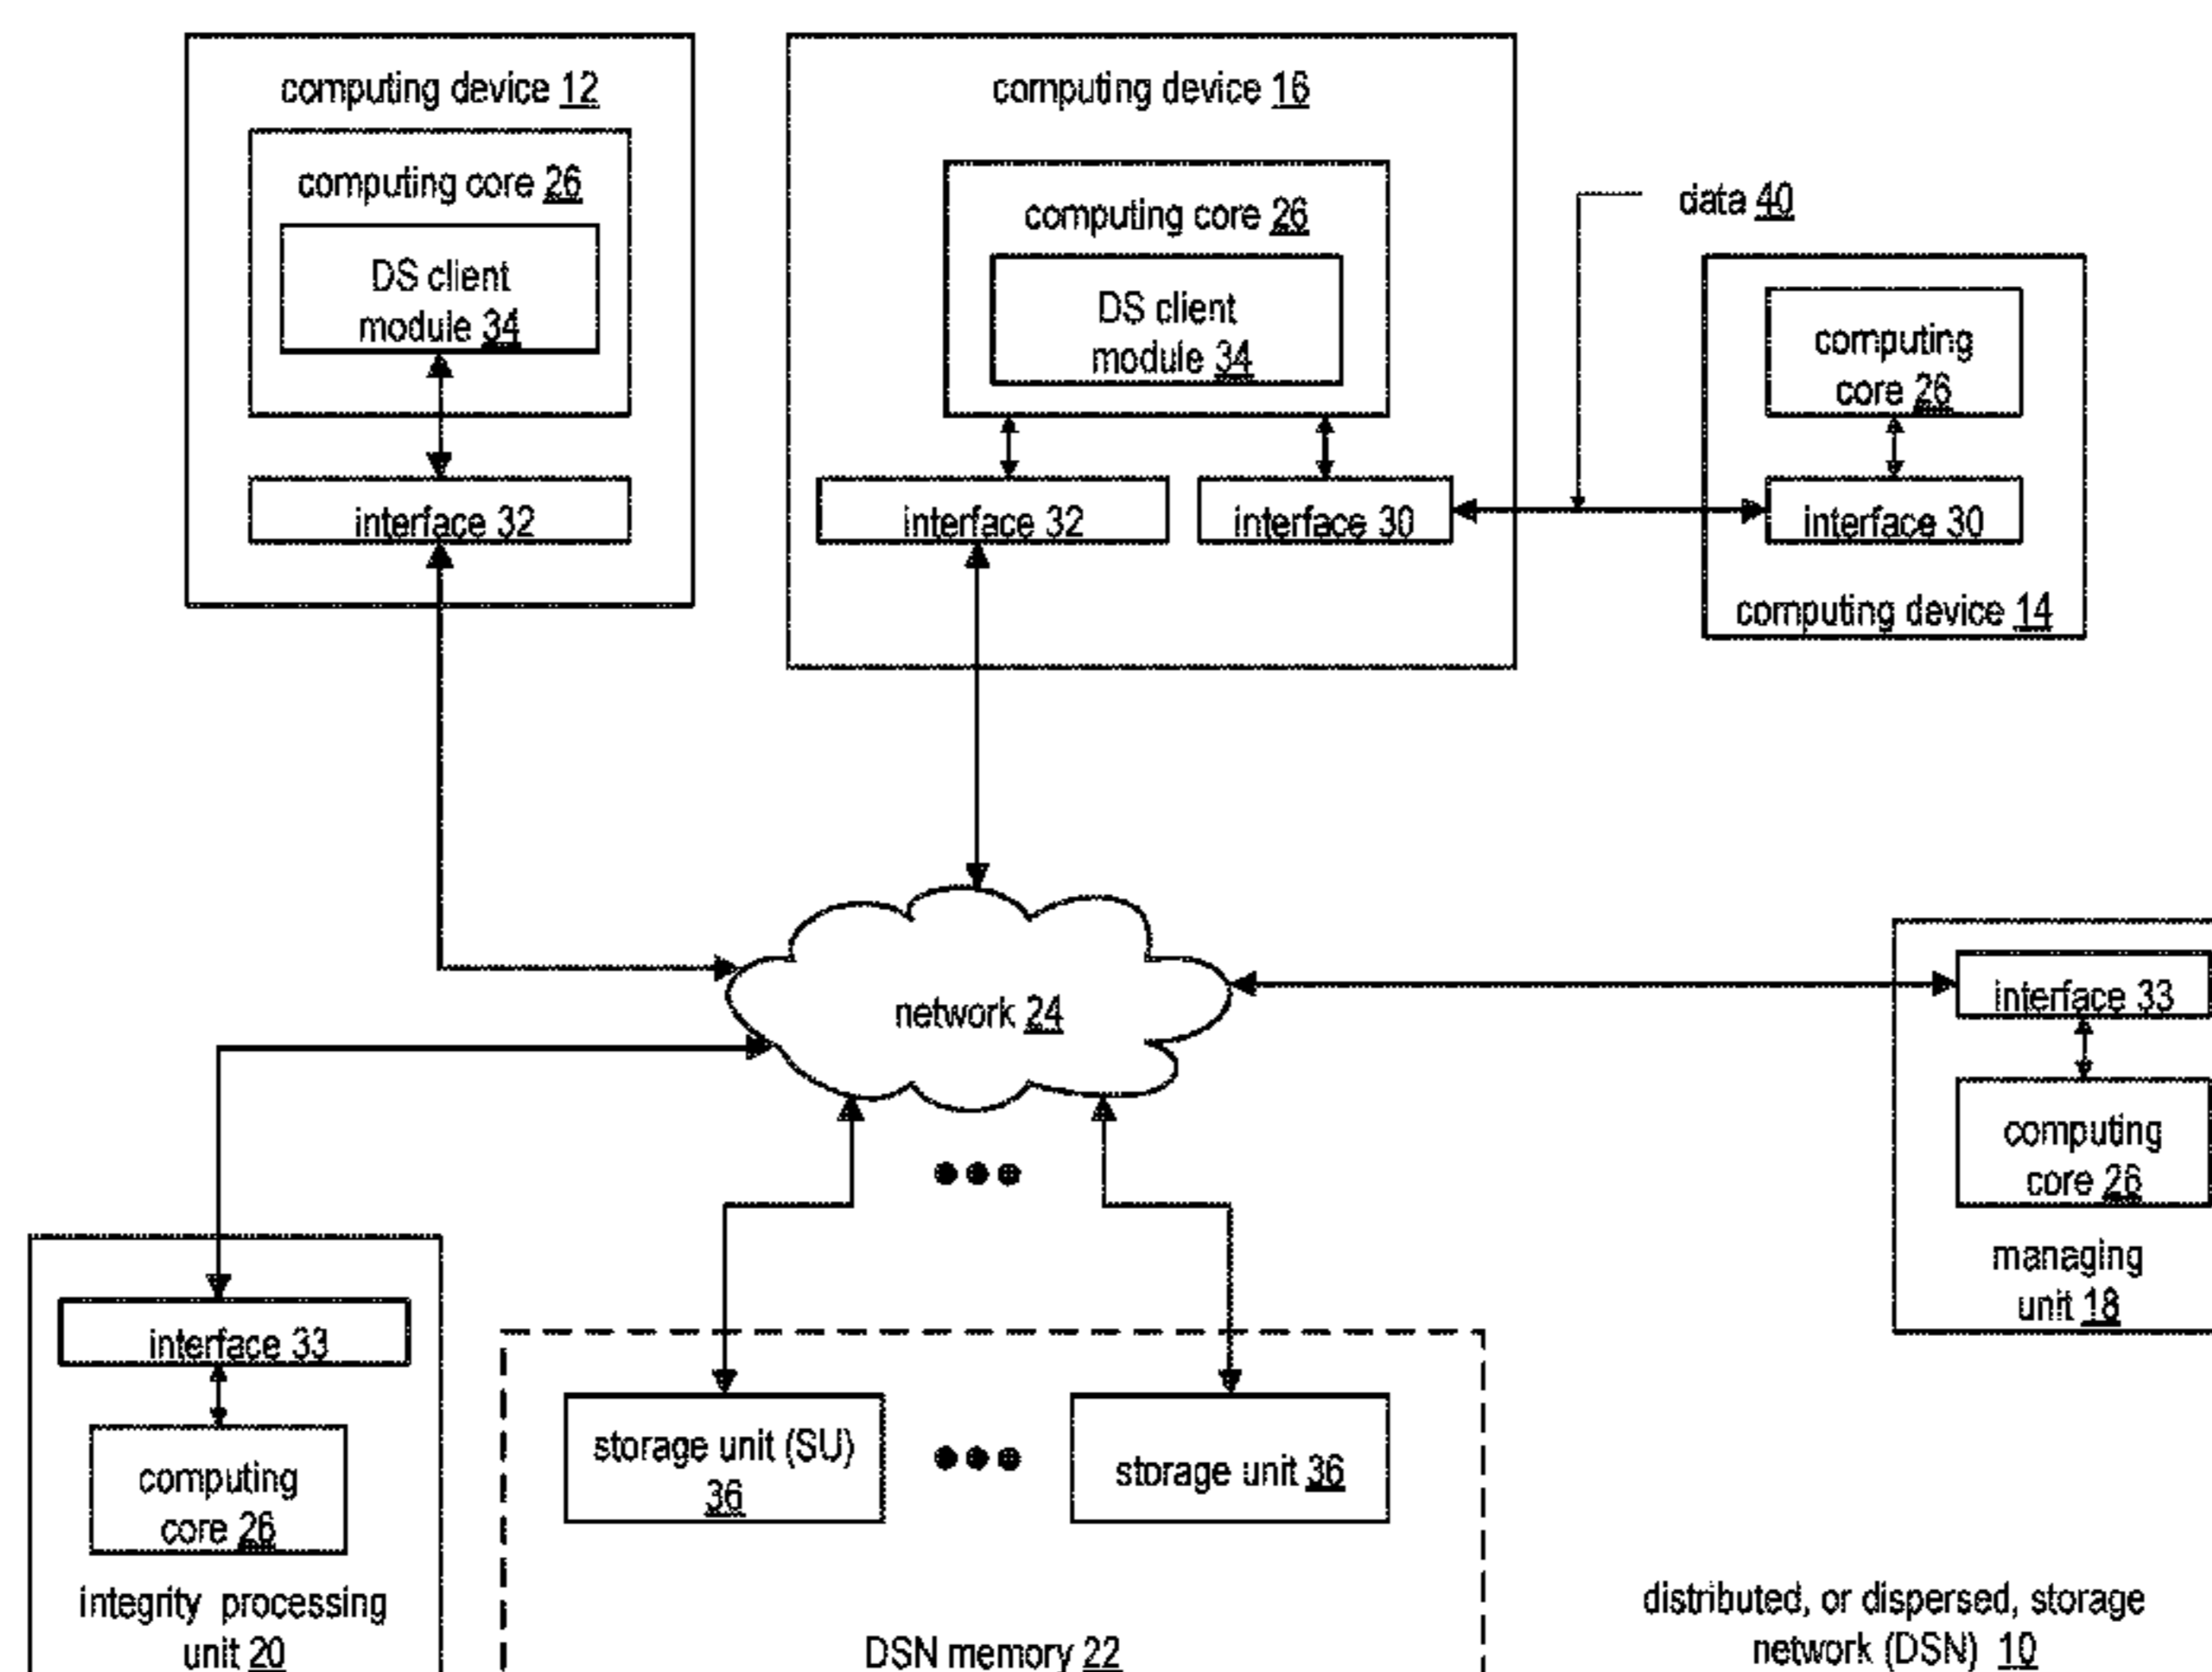 computing device 12
computing core 26
DS client
module 34
interface 32
computing device 16
computing core 26
DS client
module 34
interface 32
interface 30
data 40
computing
core 26
interface 30
computing device 14
network 24
interface 33
computing
core 26
managing
unit 18
interface 33
computing
core 26
integrity processing
unit 20
storage unit (SU)
36
storage unit 36
DSN memory 22
distributed, or dispersed, storage
network (DSN) 10